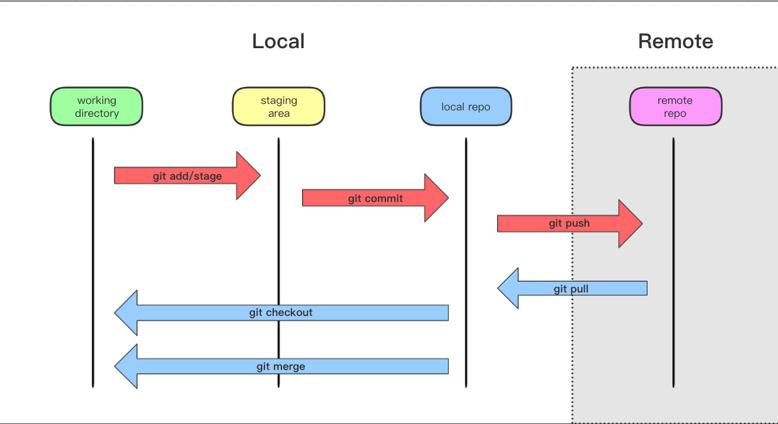 Local
Remote
working
directory
staging
area
local repo
remote
repo
git add/stage
git commit
git push
git pull
git checkout
git merge